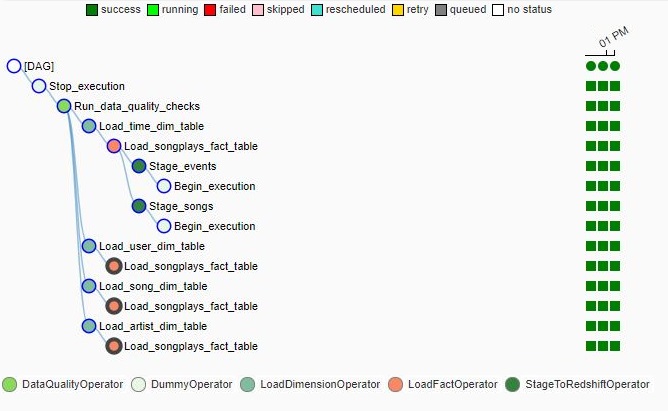 success running failed skipped rescheduled retry queued no status
01 PM
[DAG]
Stop_execution
Run_data_quality_checks
Load_time_dim_table
Load_songplays_fact_table
Stage_events
Begin_execution
Stage_songs
Begin_execution
Load_user_dim_table
Load_songplays_fact_table
Load_song_dim_table
Load_songplays_fact_table
Load_artist_dim_table
Load_songplays_fact_table
DataQualityOperator DummyOperator LoadDimensionOperator LoadFactOperator StageToRedshiftOperator